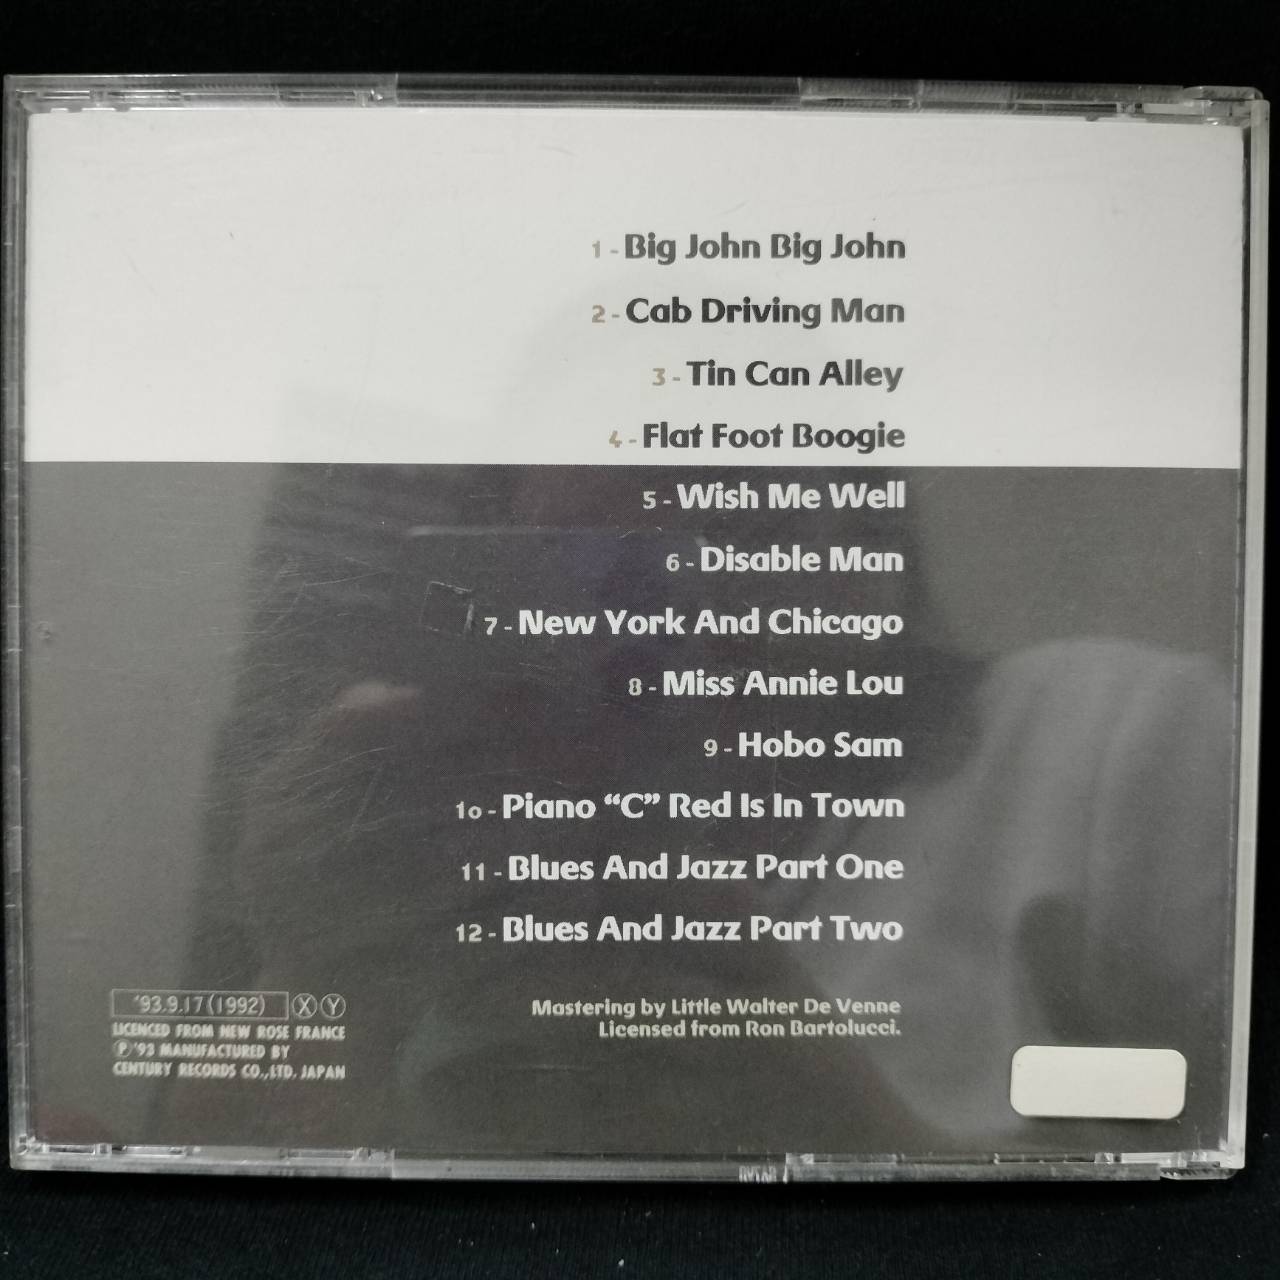 1 - Big John Big John
2 - Cab Driving Man
3 - Tin Can Alley
4 - Flat Foot Boogie
5 - Wish Me Well
6 - Disable Man
7 - New York And Chicago
8 - Miss Annie Lou
9 - Hobo Sam
1o - Piano “C” Red Is In Town
11 - Blues And Jazz Part One
12 - Blues And Jazz Part Two
Mastering by Little Walter De Venne
Licensed from Ron Bartolucci.
'93.9.17 (1992) Ⓧ Ⓨ
LICENCED FROM NEW ROSE FRANCE
Ⓟ'93 MANUFACTURED BY
CENTURY RECORDS CO.,LTD. JAPAN